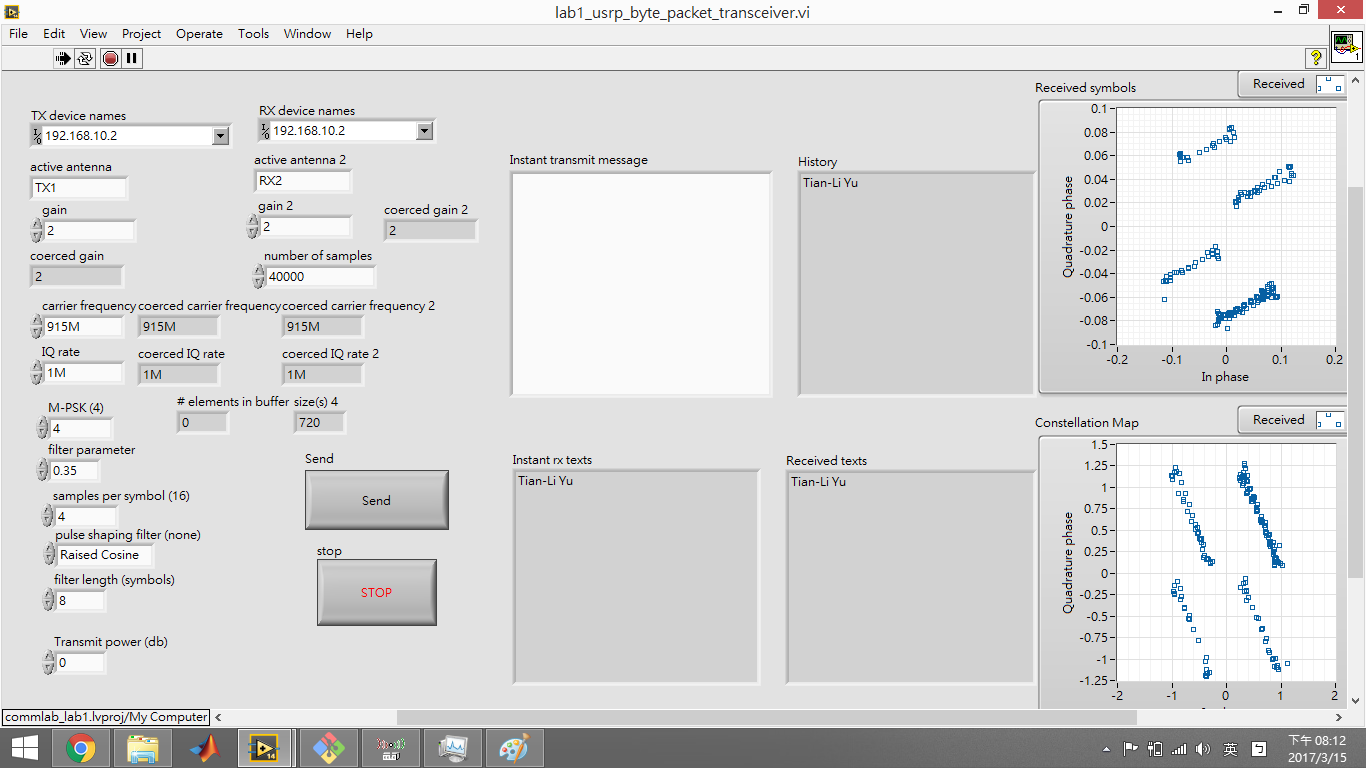 lab1_usrp_byte_packet_transceiver.vi
File Edit View Project Operate Tools Window Help
TX device names
192.168.10.2
active antenna
TX1
gain
2
coerced gain
2
RX device names
192.168.10.2
active antenna 2
RX2
gain 2
2
coerced gain 2
2
number of samples
40000
carrier frequency
915M
coerced carrier frequency
915M
coerced carrier frequency 2
915M
IQ rate
1M
coerced IQ rate
1M
coerced IQ rate 2
1M
M-PSK (4)
4
# elements in buffer
0
size(s) 4
720
filter parameter
0.35
samples per symbol (16)
4
pulse shaping filter (none)
Raised Cosine
filter length (symbols)
8
Transmit power (db)
0
Send
Send
stop
STOP
Instant transmit message
History
Tian-Li Yu
Instant rx texts
Tian-Li Yu
Received texts
Tian-Li Yu
Received symbols
Received
Quadrature phase
0.1
0.08
0.06
0.04
0.02
0
-0.02
-0.04
-0.06
-0.08
-0.1
-0.2 -0.1 0 0.1 0.2
In phase
Constellation Map
Received
Quadrature phase
1.5
1.25
1
0.75
0.5
0.25
0
-0.25
-0.5
-0.75
-1
-1.25
-2 -1 0 1 2
commlab_lab1.lvproj/My Computer
英
下午 08:12
2017/3/15